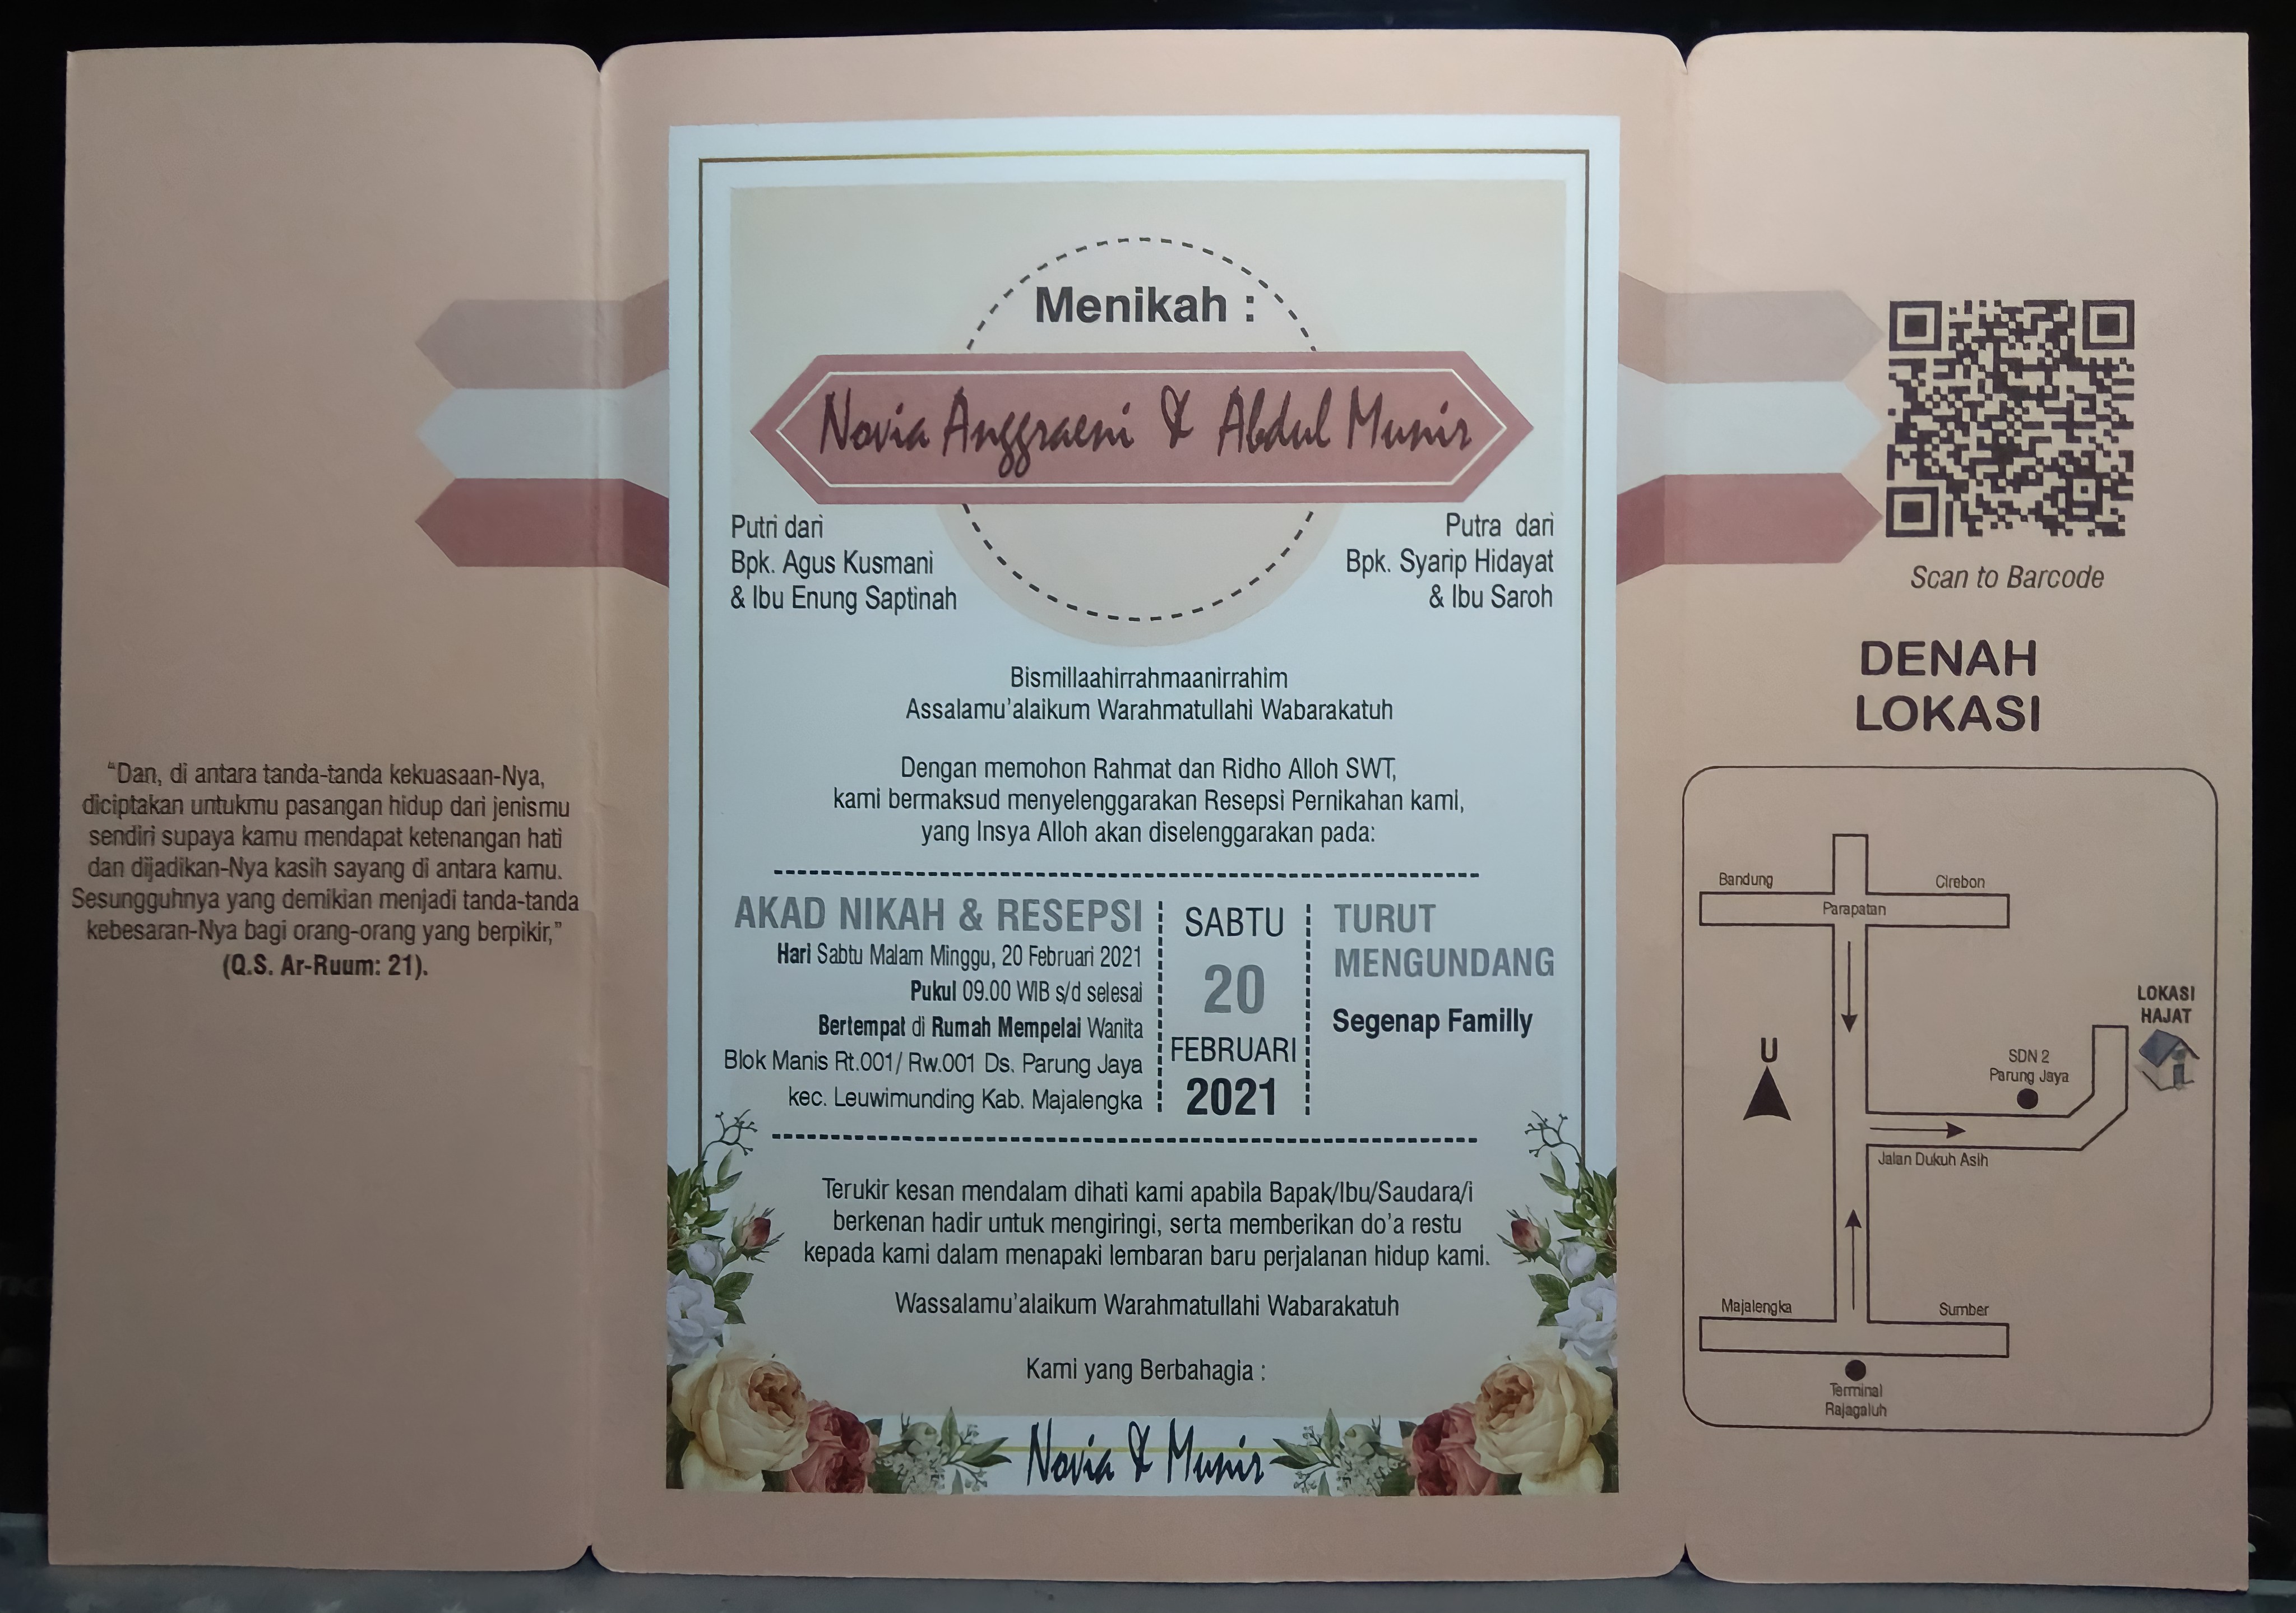 "Dan, di antara tanda-tanda kekuasaan-Nya,
diciptakan untukmu pasangan hidup dari jenismu
sendiri supaya kamu mendapat ketenangan hati
dan dijadikan-Nya kasih sayang di antara kamu.
Sesungguhnya yang demikian menjadi tanda-tanda
kebesaran-Nya bagi orang-orang yang berpikir,"
(Q.S. Ar-Ruum: 21).
Menikah :
Novia Anggraeni & Abdul Munir
Putri dari
Bpk. Agus Kusmani
& Ibu Enung Saptinah
Putra dari
Bpk. Syarip Hidayat
& Ibu Saroh
Bismillaahirrahmaanirrahim
Assalamu'alaikum Warahmatullahi Wabarakatuh
Dengan memohon Rahmat dan Ridho Alloh SWT,
kami bermaksud menyelenggarakan Resepsi Pernikahan kami,
yang Insya Alloh akan diselenggarakan pada:
AKAD NIKAH & RESEPSI
Hari Sabtu Malam Minggu, 20 Februari 2021
Pukul 09.00 WIB s/d selesai
Bertempat di Rumah Mempelai Wanita
Blok Manis Rt.001/ Rw.001 Ds. Parung Jaya
kec. Leuwimunding Kab. Majalengka
SABTU
20
FEBRUARI
2021
TURUT
MENGUNDANG
Segenap Familly
Terukir kesan mendalam dihati kami apabila Bapak/Ibu/Saudara/i
berkenan hadir untuk mengiringi, serta memberikan do'a restu
kepada kami dalam menapaki lembaran baru perjalanan hidup kami.
Wassalamu'alaikum Warahmatullahi Wabarakatuh
Kami yang Berbahagia :
Novia & Munir
Scan to Barcode
DENAH
LOKASI
Bandung
Cirebon
Parapatan
LOKASI
HAJAT
U
SDN 2
Parung Jaya
Jalan Dukuh Asih
Majalengka
Sumber
Terminal
Rajagaluh